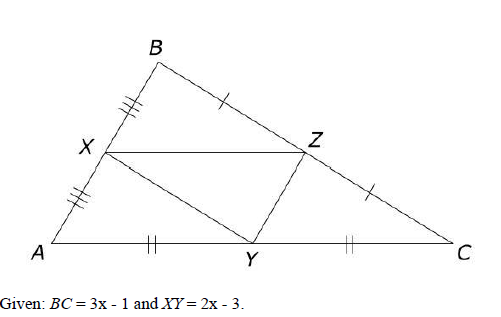 B
X
Z
A
Y
C
Given: BC = 3x - 1 and XY = 2x - 3.